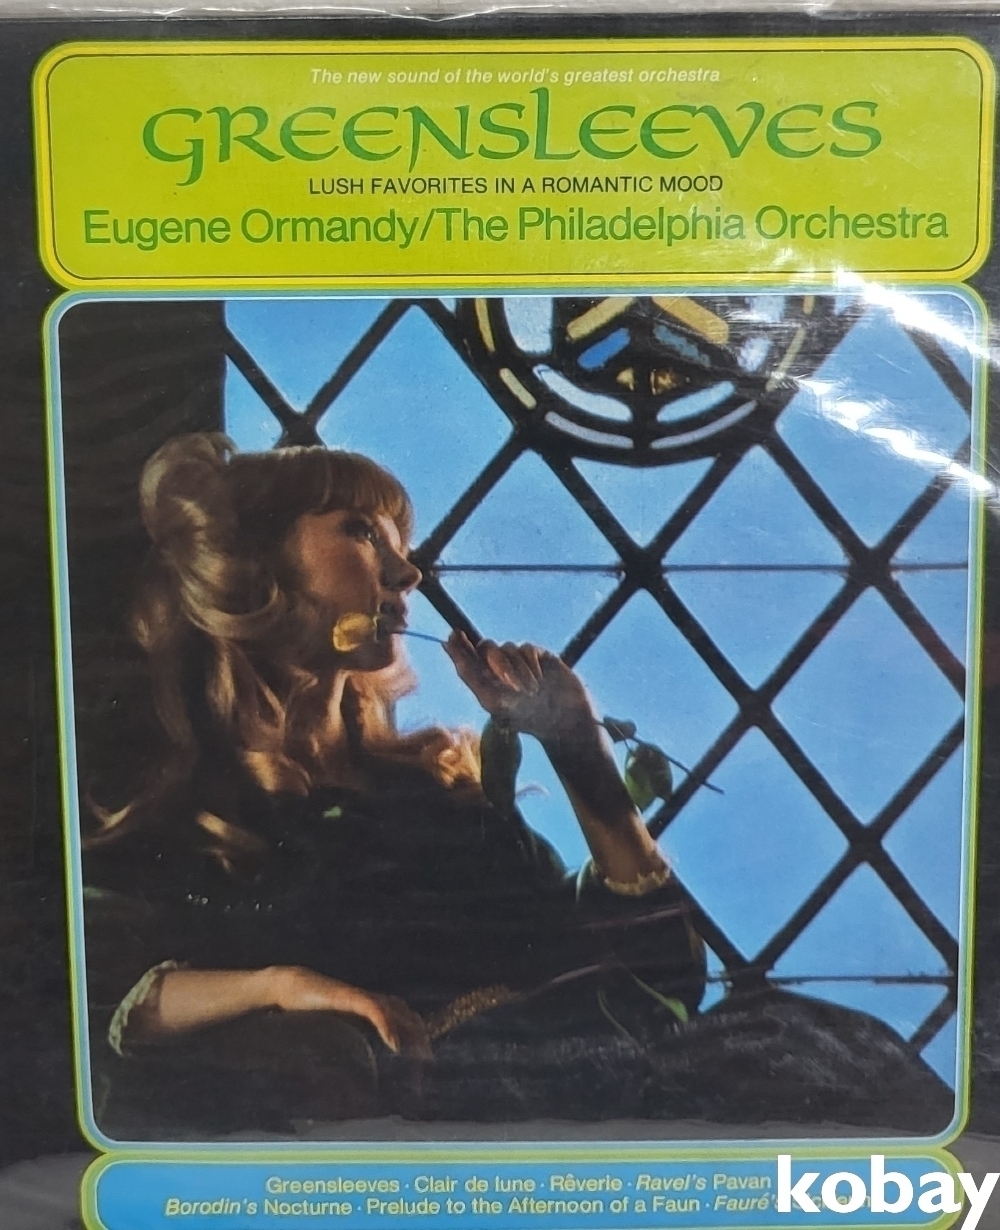 The new sound of the world's greatest orchestra
GREENSLEEVES
LUSH FAVORITES IN A ROMANTIC MOOD
Eugene Ormandy/The Philadelphia Orchestra
Greensleeves · Clair de lune · Rêverie · Ravel's Pavan
Borodin's Nocturne · Prelude to the Afternoon of a Faun · Fauré's
kobay